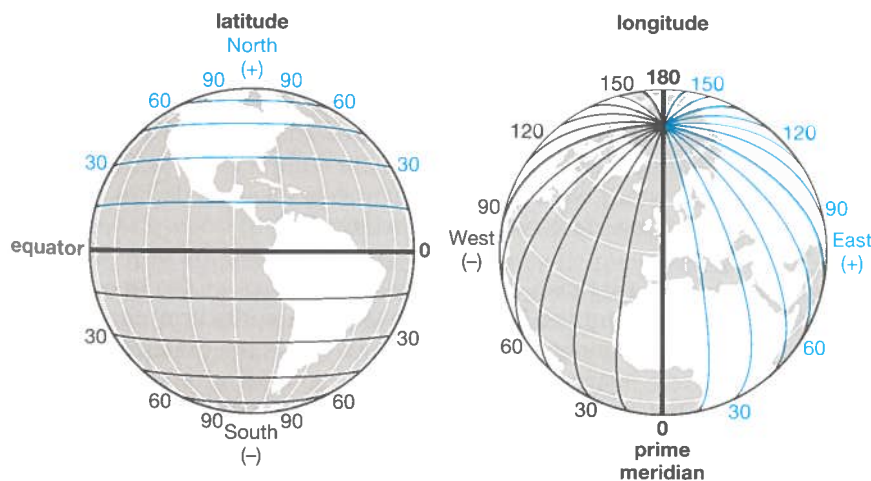 latitude
North
(+)
90 90
60 60
30 30
equator 0
30 30
60 60
90 90
South
(–)
longitude
180
150 150
120 120
90 90
West East
(–) (+)
60 60
30 30
0
prime
meridian